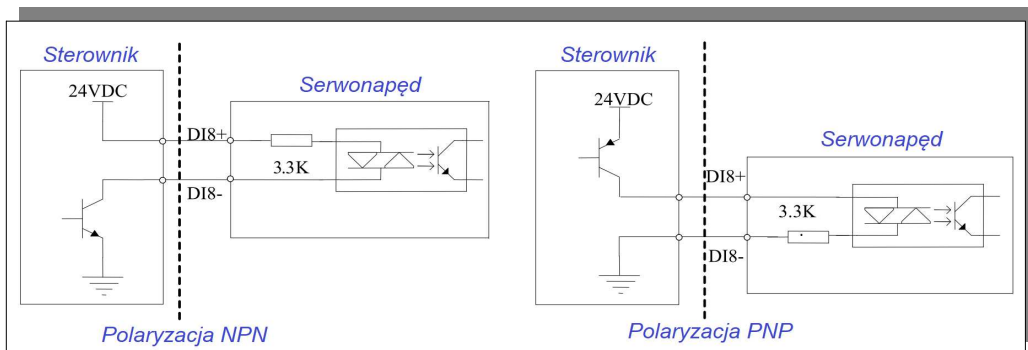 Sterownik
24VDC
Serwonapęd
DI8+
3.3K
DI8-
Polaryzacja NPN
Sterownik
24VDC
Serwonapęd
DI8+
3.3K
DI8-
Polaryzacja PNP